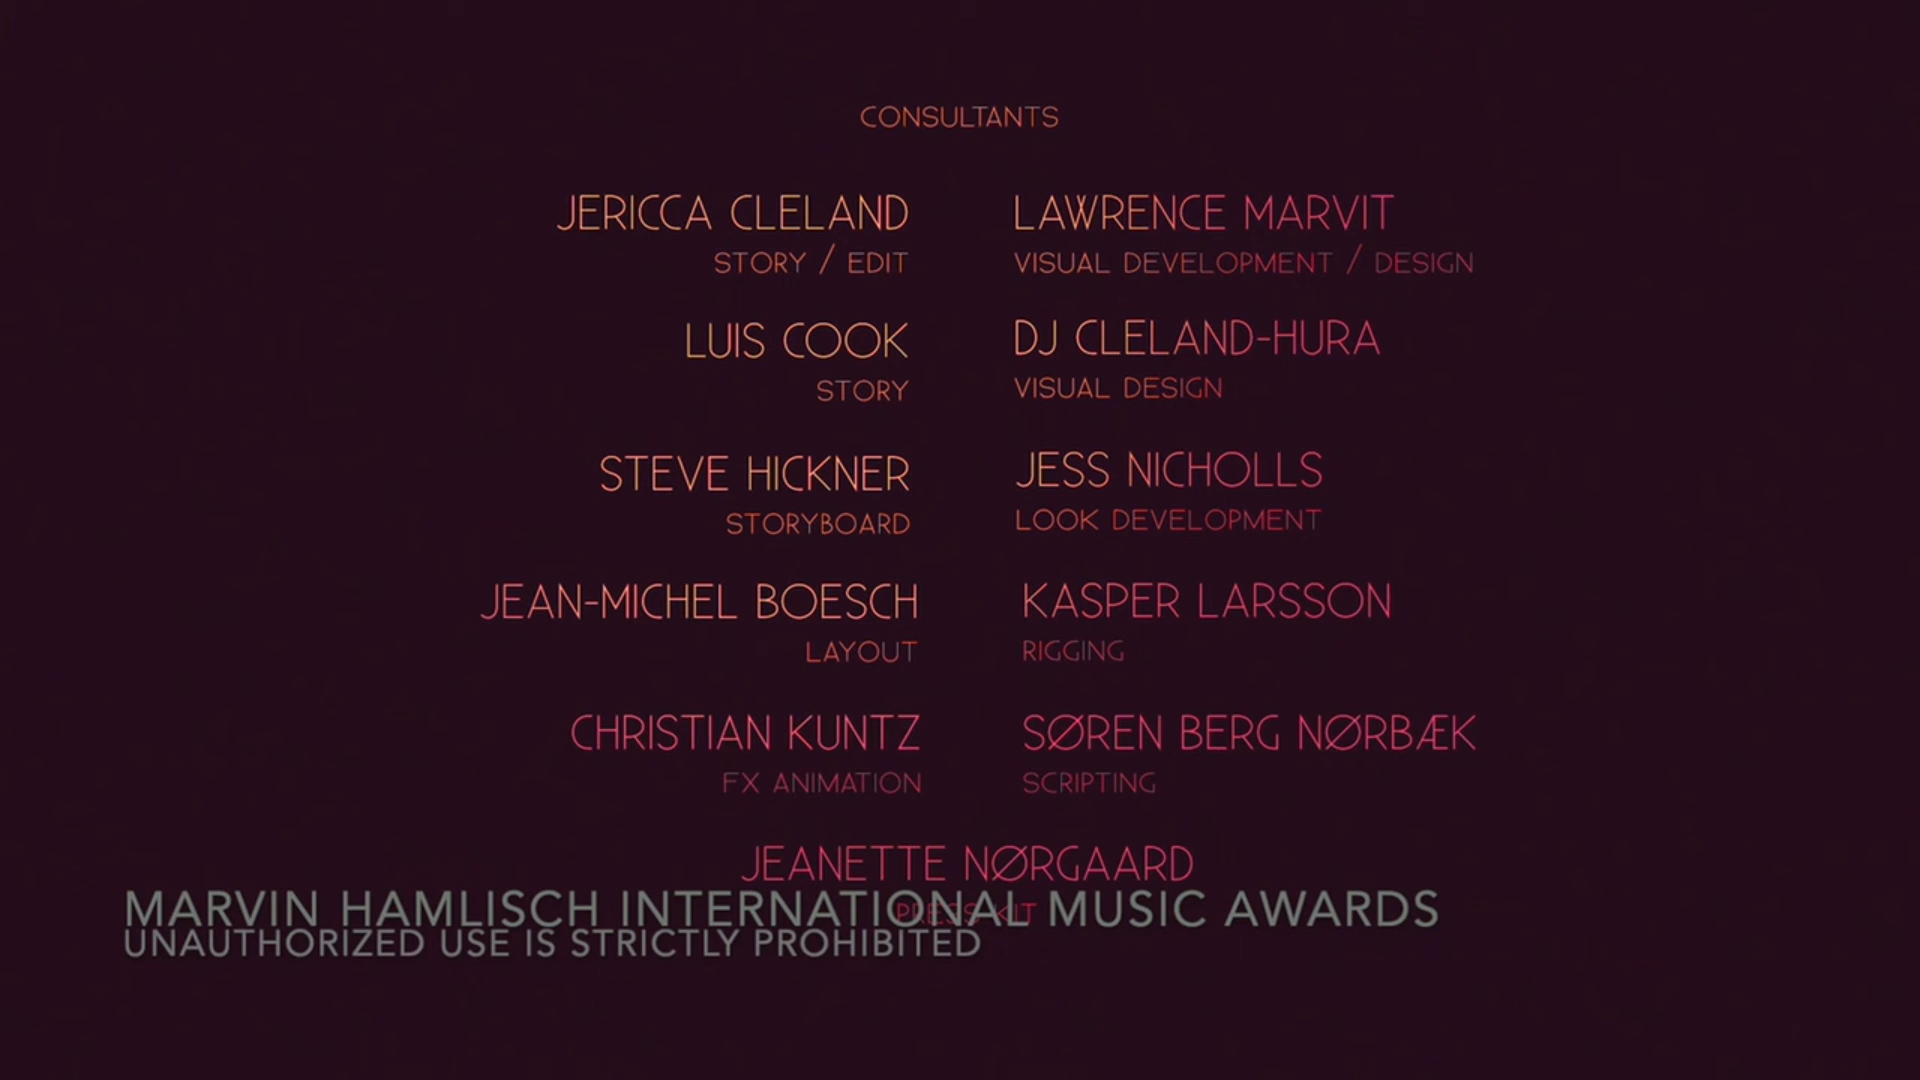 CONSULTANTS
JERICCA CLELAND
STORY / EDIT
LAWRENCE MARVIT
VISUAL DEVELOPMENT / DESIGN
LUIS COOK
STORY
DJ CLELAND-HURA
VISUAL DESIGN
STEVE HICKNER
STORYBOARD
JESS NICHOLLS
LOOK DEVELOPMENT
JEAN-MICHEL BOESCH
LAYOUT
KASPER LARSSON
RIGGING
CHRISTIAN KUNTZ
FX ANIMATION
SØREN BERG NØRBÆK
SCRIPTING
JEANETTE NØRGAARD
PRESS KIT
MARVIN HAMLISCH INTERNATIONAL MUSIC AWARDS
UNAUTHORIZED USE IS STRICTLY PROHIBITED